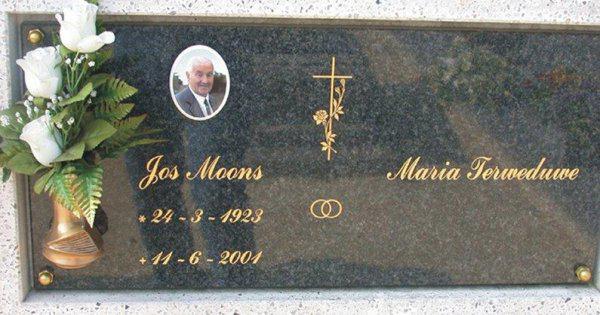 Jos Moons
* 24 - 3 - 1923
+ 11 - 6 - 2001
Maria Terweduwe